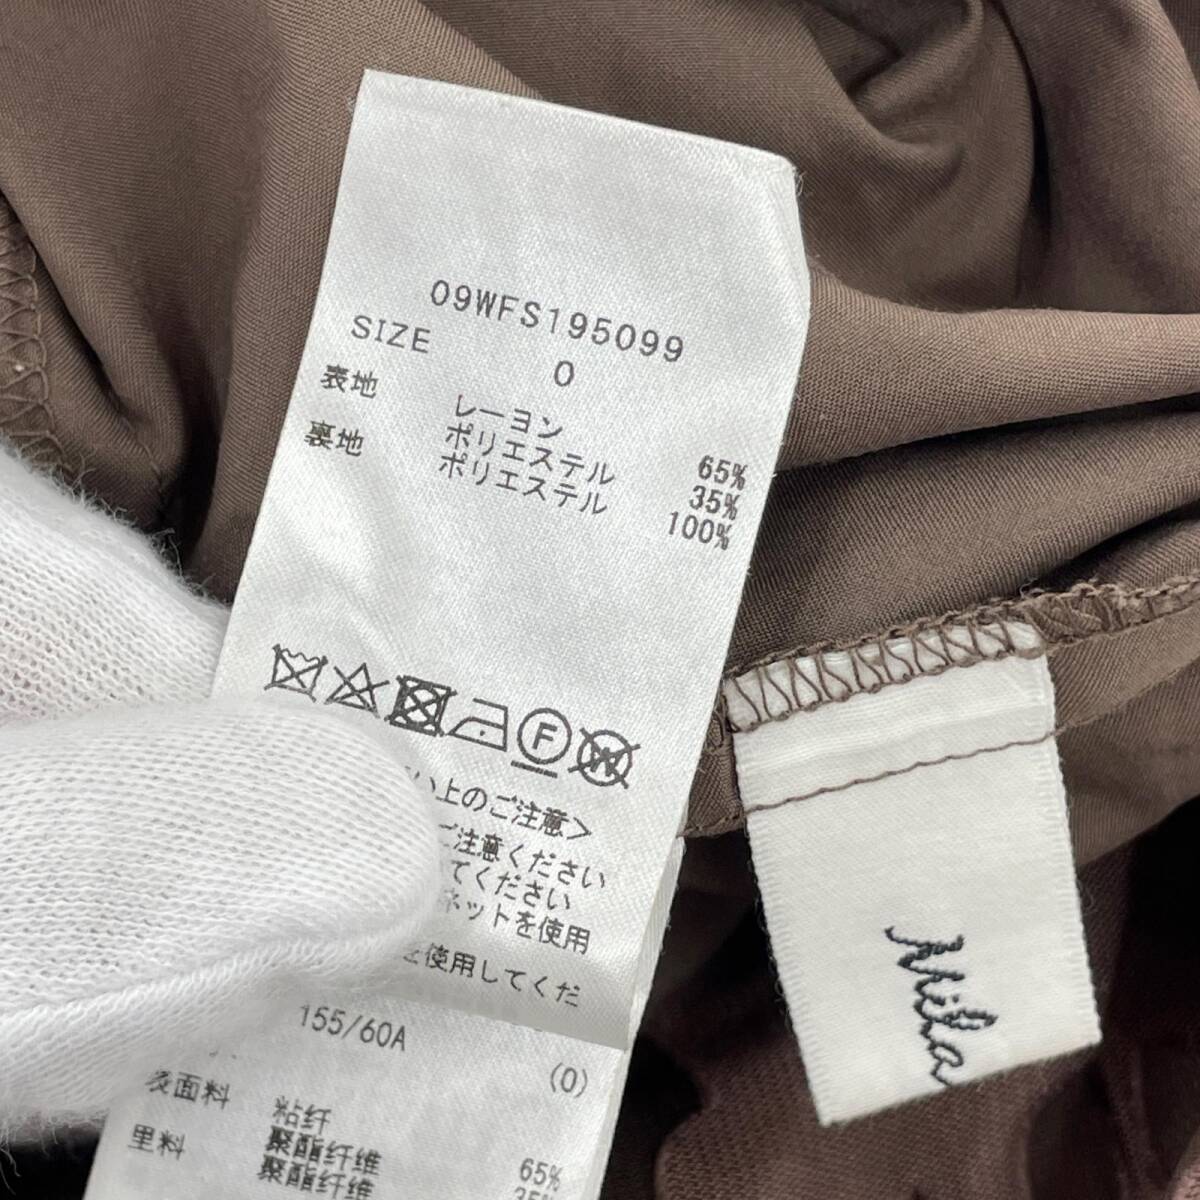 09WFS195099
SIZE 0
表地 レーヨン 65%
ポリエステル 35%
裏地 ポリエステル 100%
F
W
い上のご注意>
ご注意ください
てください
ネットを使用
を使用してくだ
155/60A
(0)
面料 粘纤 65%
聚酯纤维 35%
里料 聚酯纤维
Mila